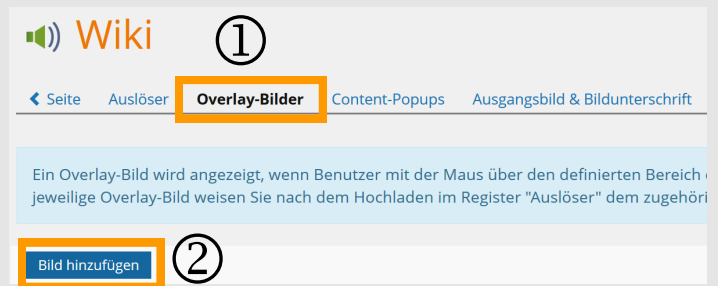 Wiki
①
Seite Auslöser Overlay-Bilder Content-Popups Ausgangsbild & Bildunterschrift
Ein Overlay-Bild wird angezeigt, wenn Benutzer mit der Maus über den definierten Bereich
jeweilige Overlay-Bild weisen Sie nach dem Hochladen im Register "Auslöser" dem
Bild hinzufügen ②